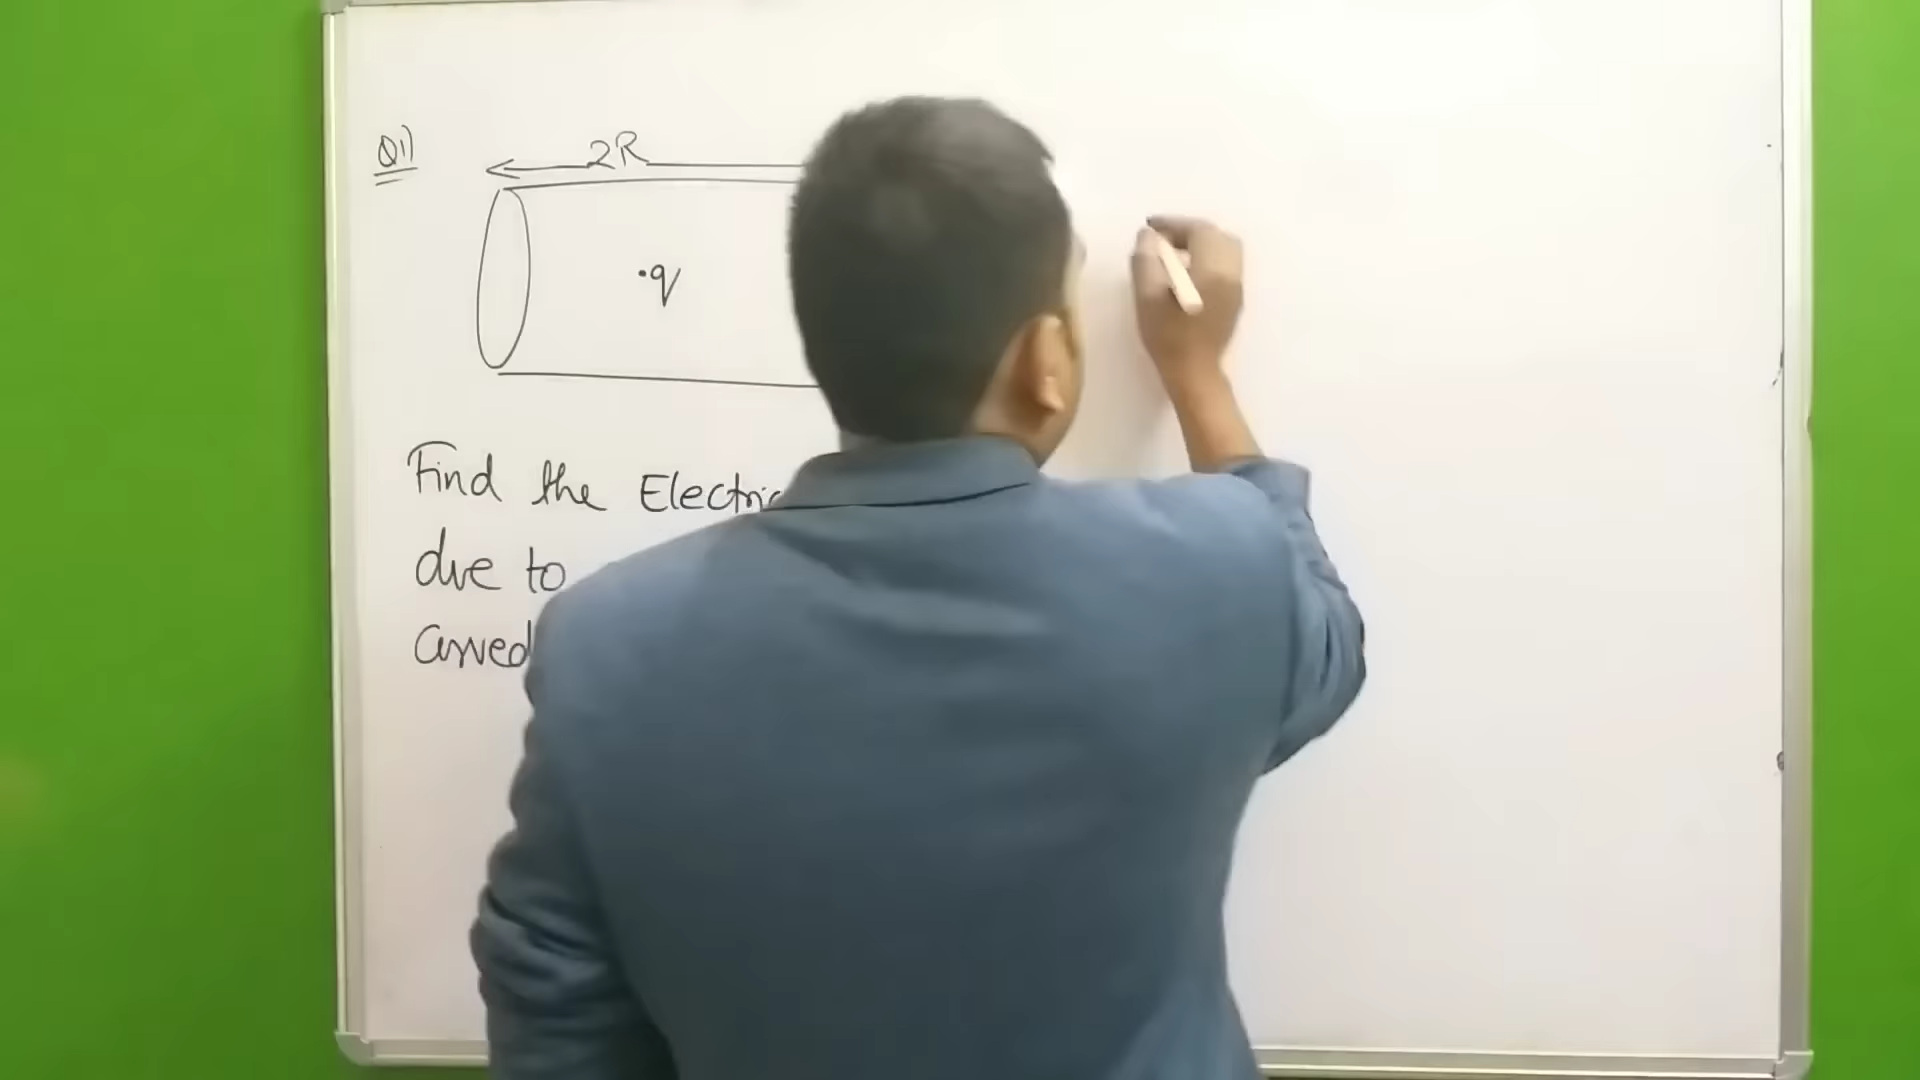 Q1)
2R
.q
Find the Electric
due to
curved